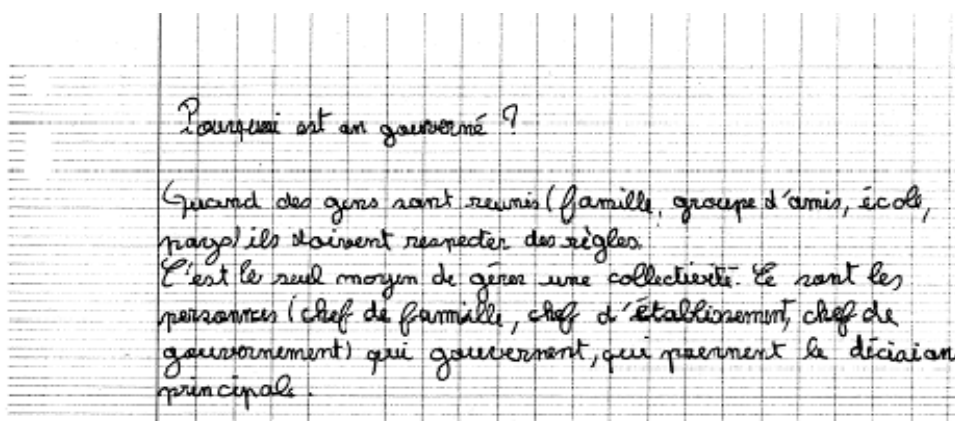 Pourquoi est on gouverné ?
Quand des gens sont reunis (famille, groupe d'amis, école,
pays) ils doivent respecter des règles.
C'est le seul moyen de gérer une collectivité. Ce sont les
personnes (chef de famille, chef d'établissement, chef de
gouvernement) qui gouvernent, qui prennent la décision
principale.